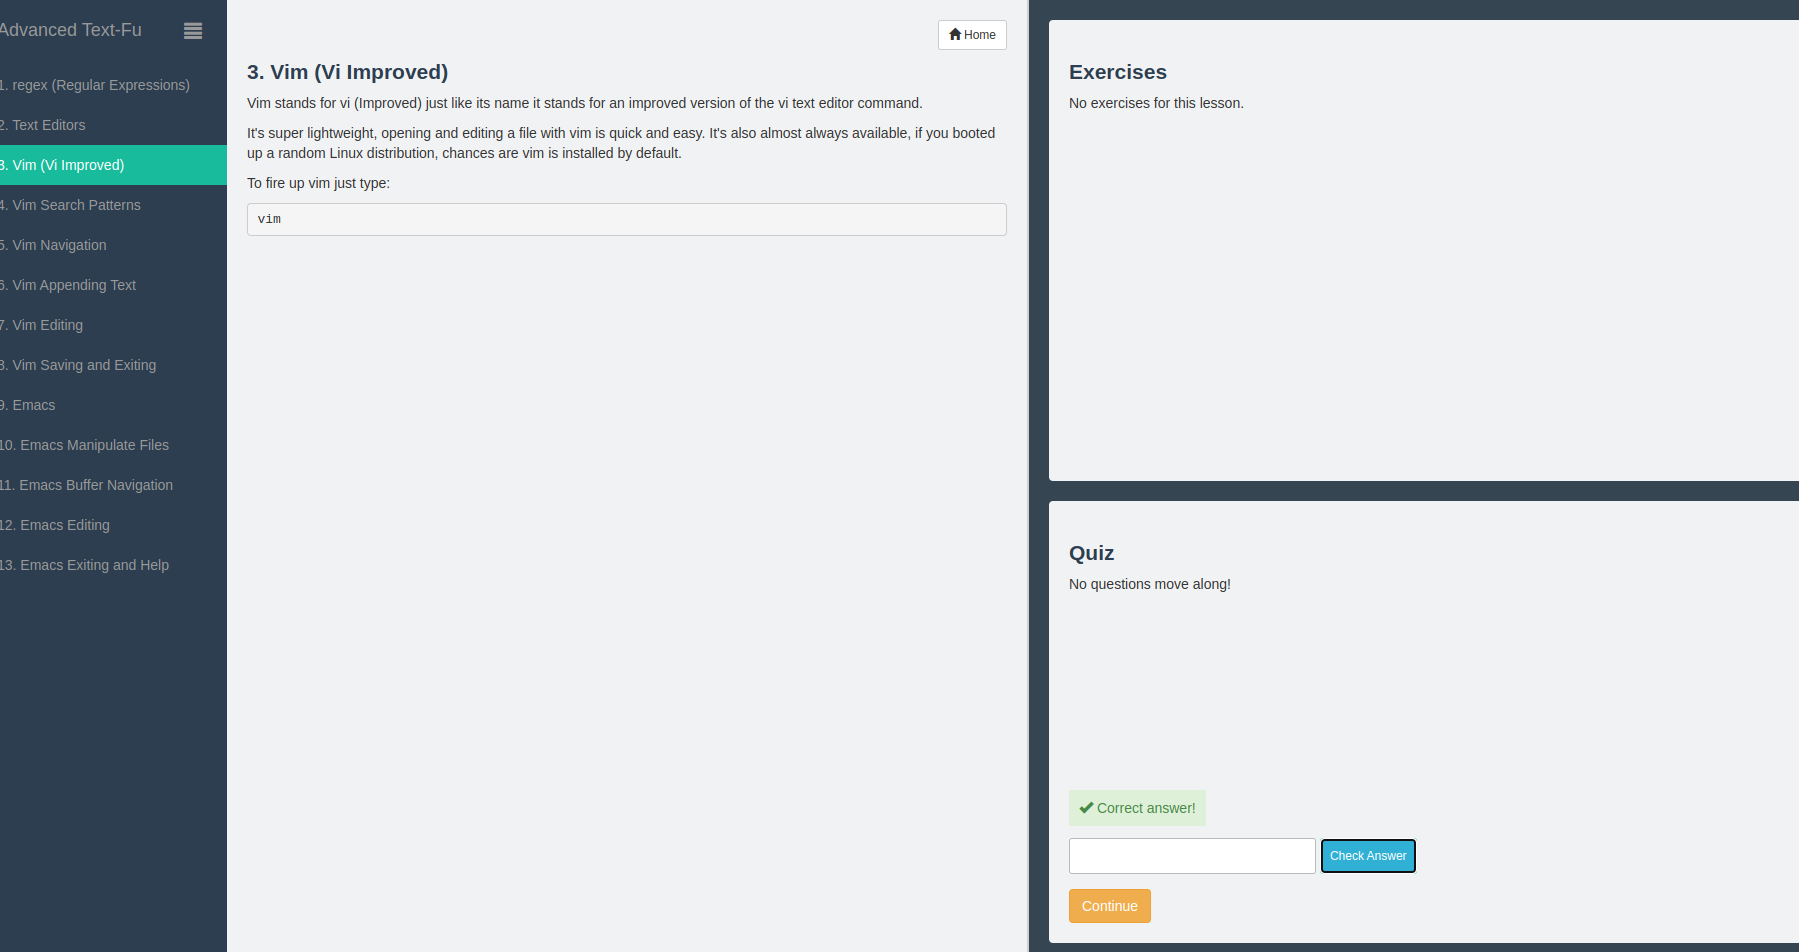 Advanced Text-Fu
1. regex (Regular Expressions)
2. Text Editors
3. Vim (Vi Improved)
4. Vim Search Patterns
5. Vim Navigation
6. Vim Appending Text
7. Vim Editing
8. Vim Saving and Exiting
9. Emacs
10. Emacs Manipulate Files
11. Emacs Buffer Navigation
12. Emacs Editing
13. Emacs Exiting and Help
Home
3. Vim (Vi Improved)
Vim stands for vi (Improved) just like its name it stands for an improved version of the vi text editor command.
It's super lightweight, opening and editing a file with vim is quick and easy. It's also almost always available, if you booted
up a random Linux distribution, chances are vim is installed by default.
To fire up vim just type:
vim
Exercises
No exercises for this lesson.
Quiz
No questions move along!
Correct answer!
Check Answer
Continue